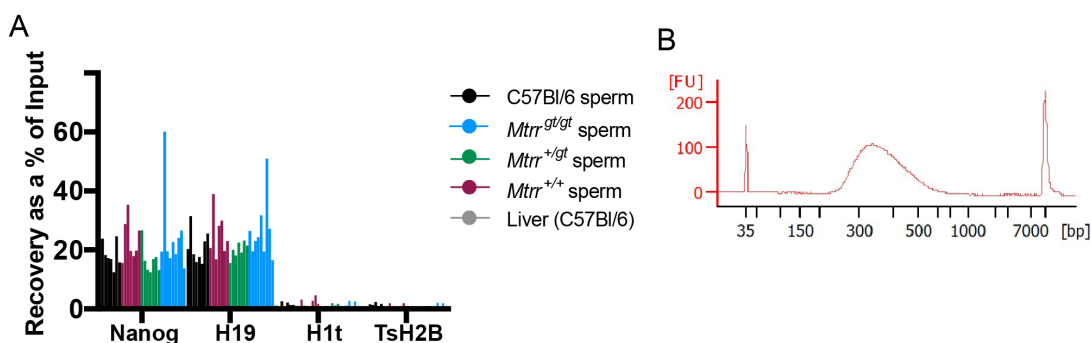 A
Recovery as a % of Input
60
40
20
0
Nanog
H19
H1t
TsH2B
C57Bl/6 sperm
Mtrr gt/gt sperm
Mtrr +/gt sperm
Mtrr +/+ sperm
Liver (C57Bl/6)
B
[FU]
200
100
0
35 150 300 500 1000 7000 [bp]